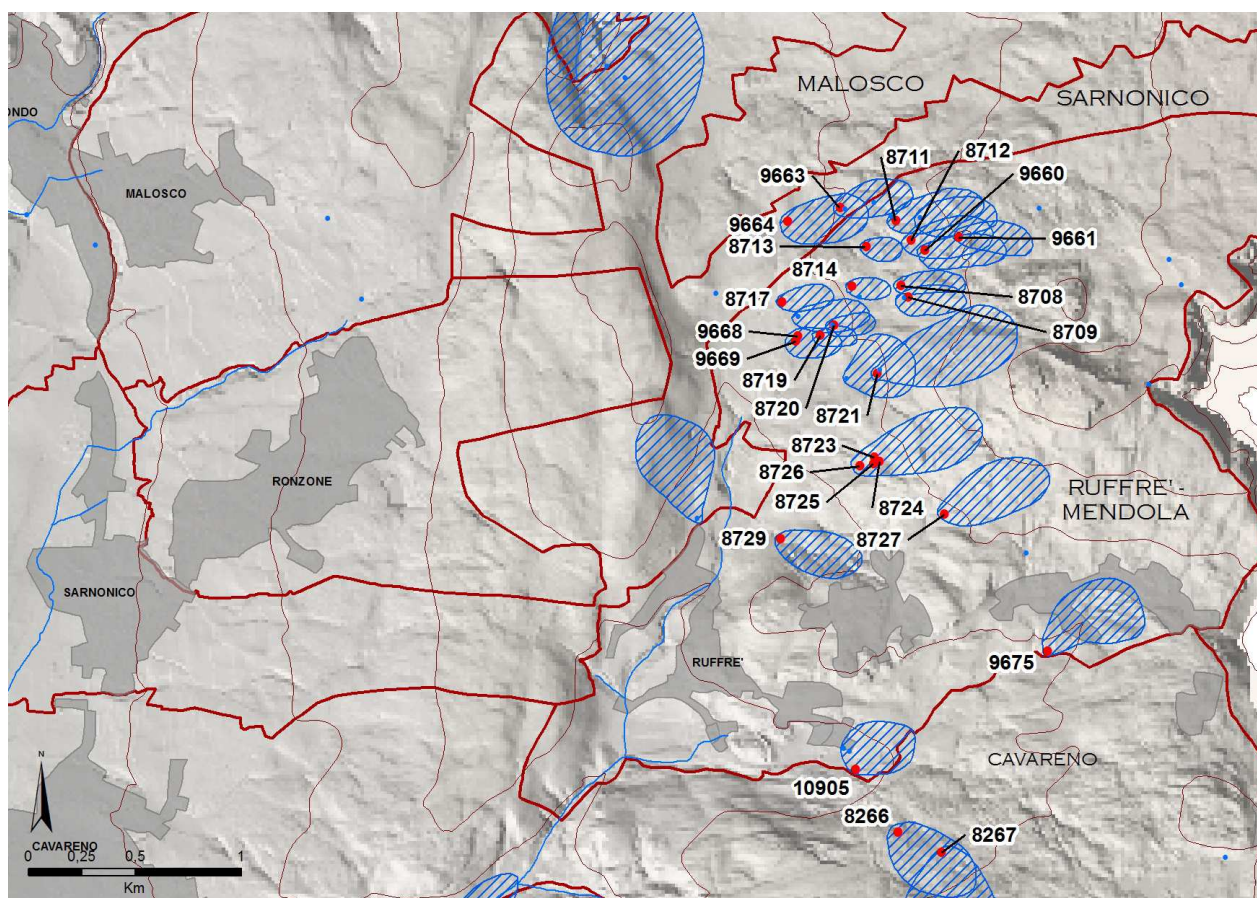 MALOSCO
SARNONICO
ONDO
MALOSCO
8711
8712
9660
9663
9664
9661
8713
8714
8717
8708
8709
9668
9669
8719
8720
8721
8723
8726
8725
8724
8727
RONZONE
RUFFRE'-
MENDOLA
8729
SARNONICO
RUFFRE'
9675
CAVARENO
10905
8266
8267
N
CAVARENO
0 0,25 0,5 1
Km